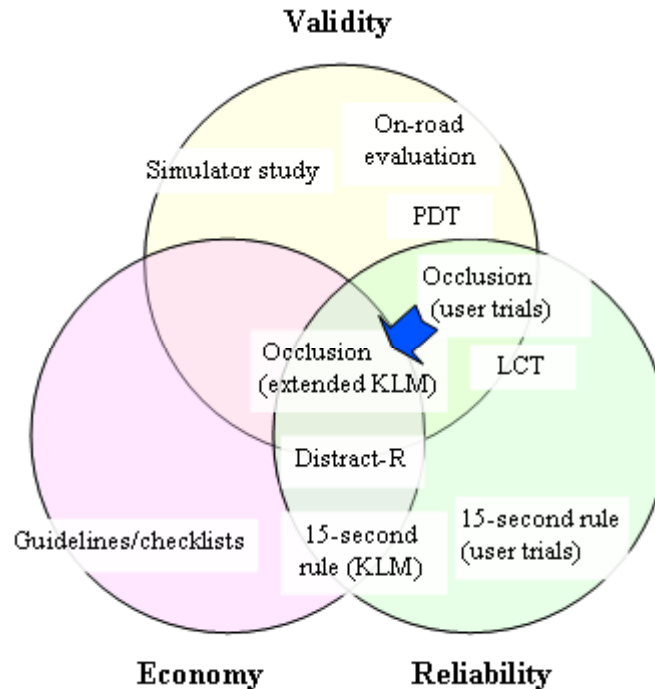 Validity
On-road
evaluation
Simulator study
PDT
Occlusion
(user trials)
Occlusion
(extended KLM)
LCT
Distract-R
15-second rule
(user trials)
Guidelines/checklists
15-second
rule (KLM)
Economy
Reliability